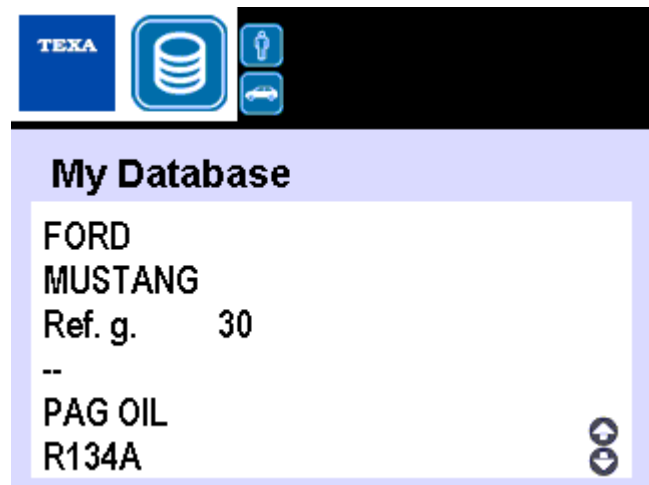 TEXA
My Database
FORD
MUSTANG
Ref. g. 30
--
PAG OIL
R134A